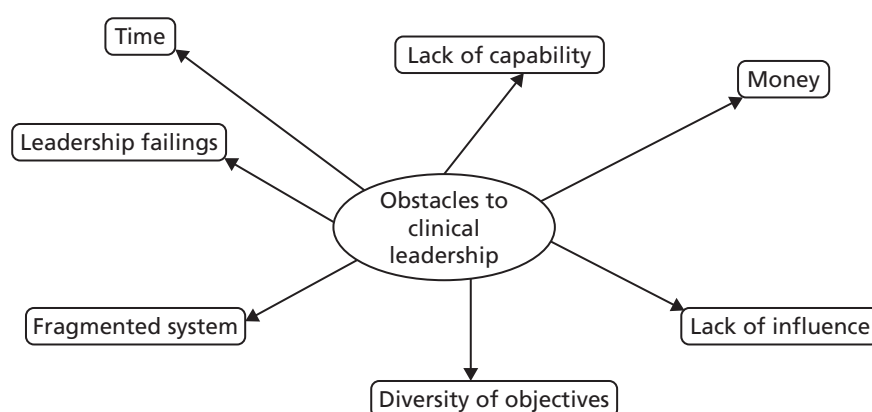 Time
Lack of capability
Money
Leadership failings
Obstacles to
clinical
leadership
Fragmented system
Lack of influence
Diversity of objectives